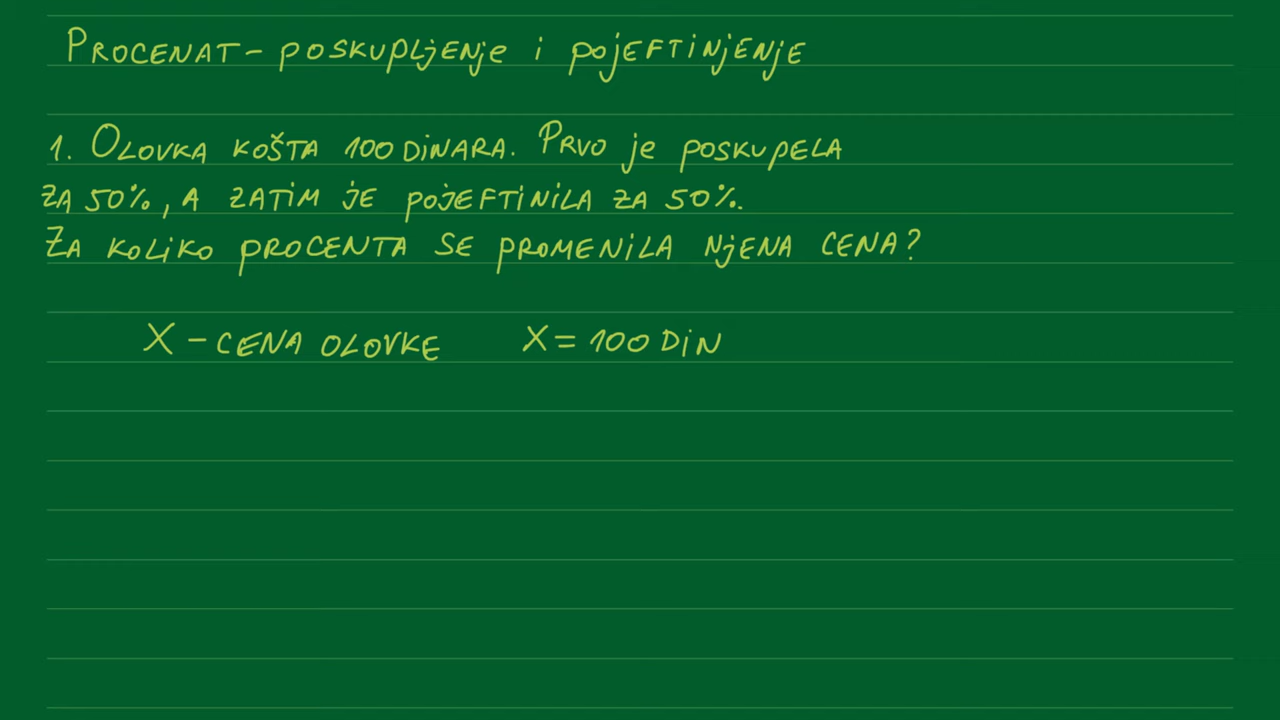 PROCENAT - POSKUPLJENJE I POJEFTINJENJE
1. OLOVKA KOŠTA 100 DINARA. PRVO JE POSKUPELA
ZA 50%, A ZATIM JE POJEFTINILA ZA 50%.
ZA KOLIKO PROCENTA SE PROMENILA NJENA CENA?
X - CENA OLOVKE X = 100 DIN